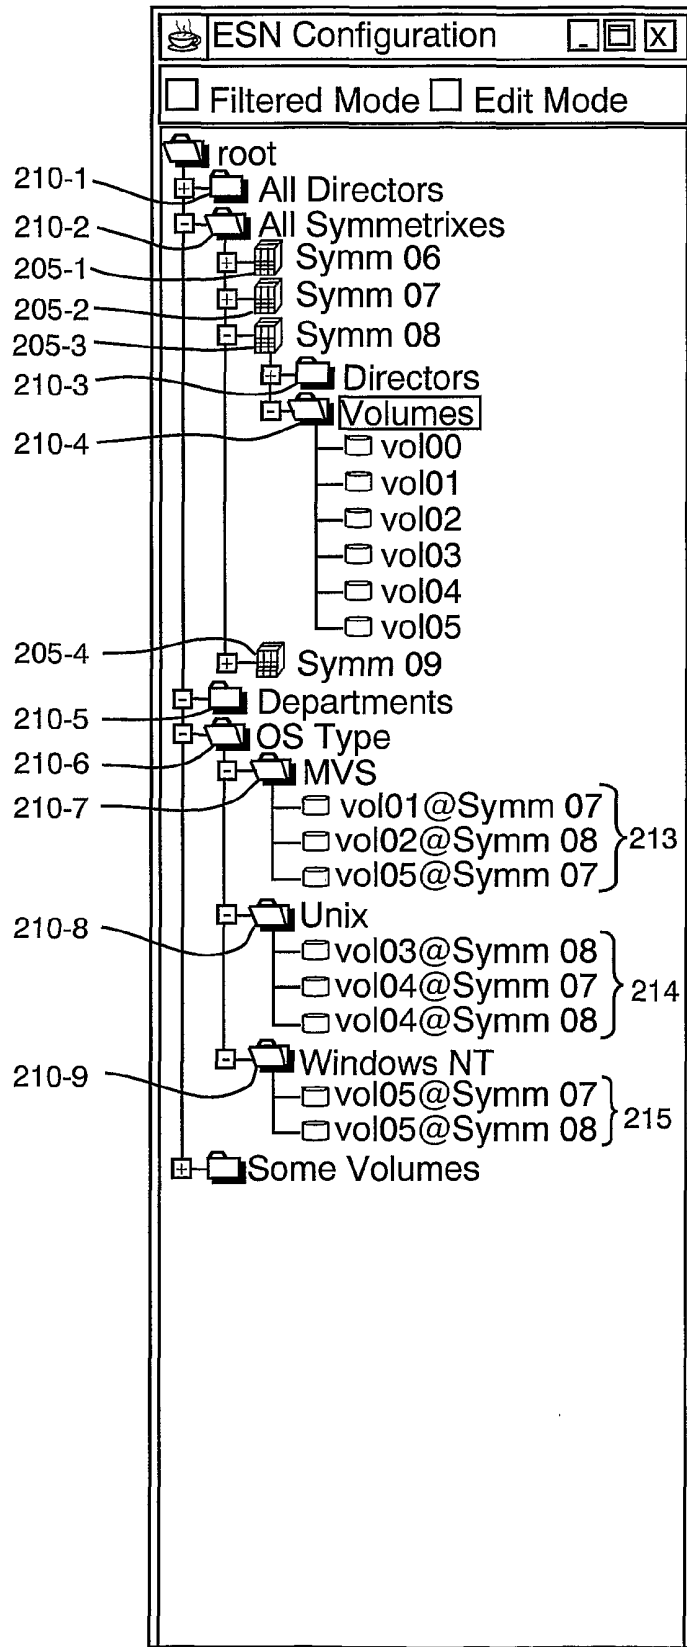 ESN Configuration
Filtered Mode Edit Mode
root
210-1 All Directors
210-2 All Symmetrixes
205-1 Symm 06
205-2 Symm 07
205-3 Symm 08
210-3 Directors
210-4 Volumes
vol00
vol01
vol02
vol03
vol04
vol05
205-4 Symm 09
210-5 Departments
210-6 OS Type
210-7 MVS
vol01@Symm 07
vol02@Symm 08 213
vol05@Symm 07
210-8 Unix
vol03@Symm 08
vol04@Symm 07 214
vol04@Symm 08
210-9 Windows NT
vol05@Symm 07
vol05@Symm 08 215
Some Volumes